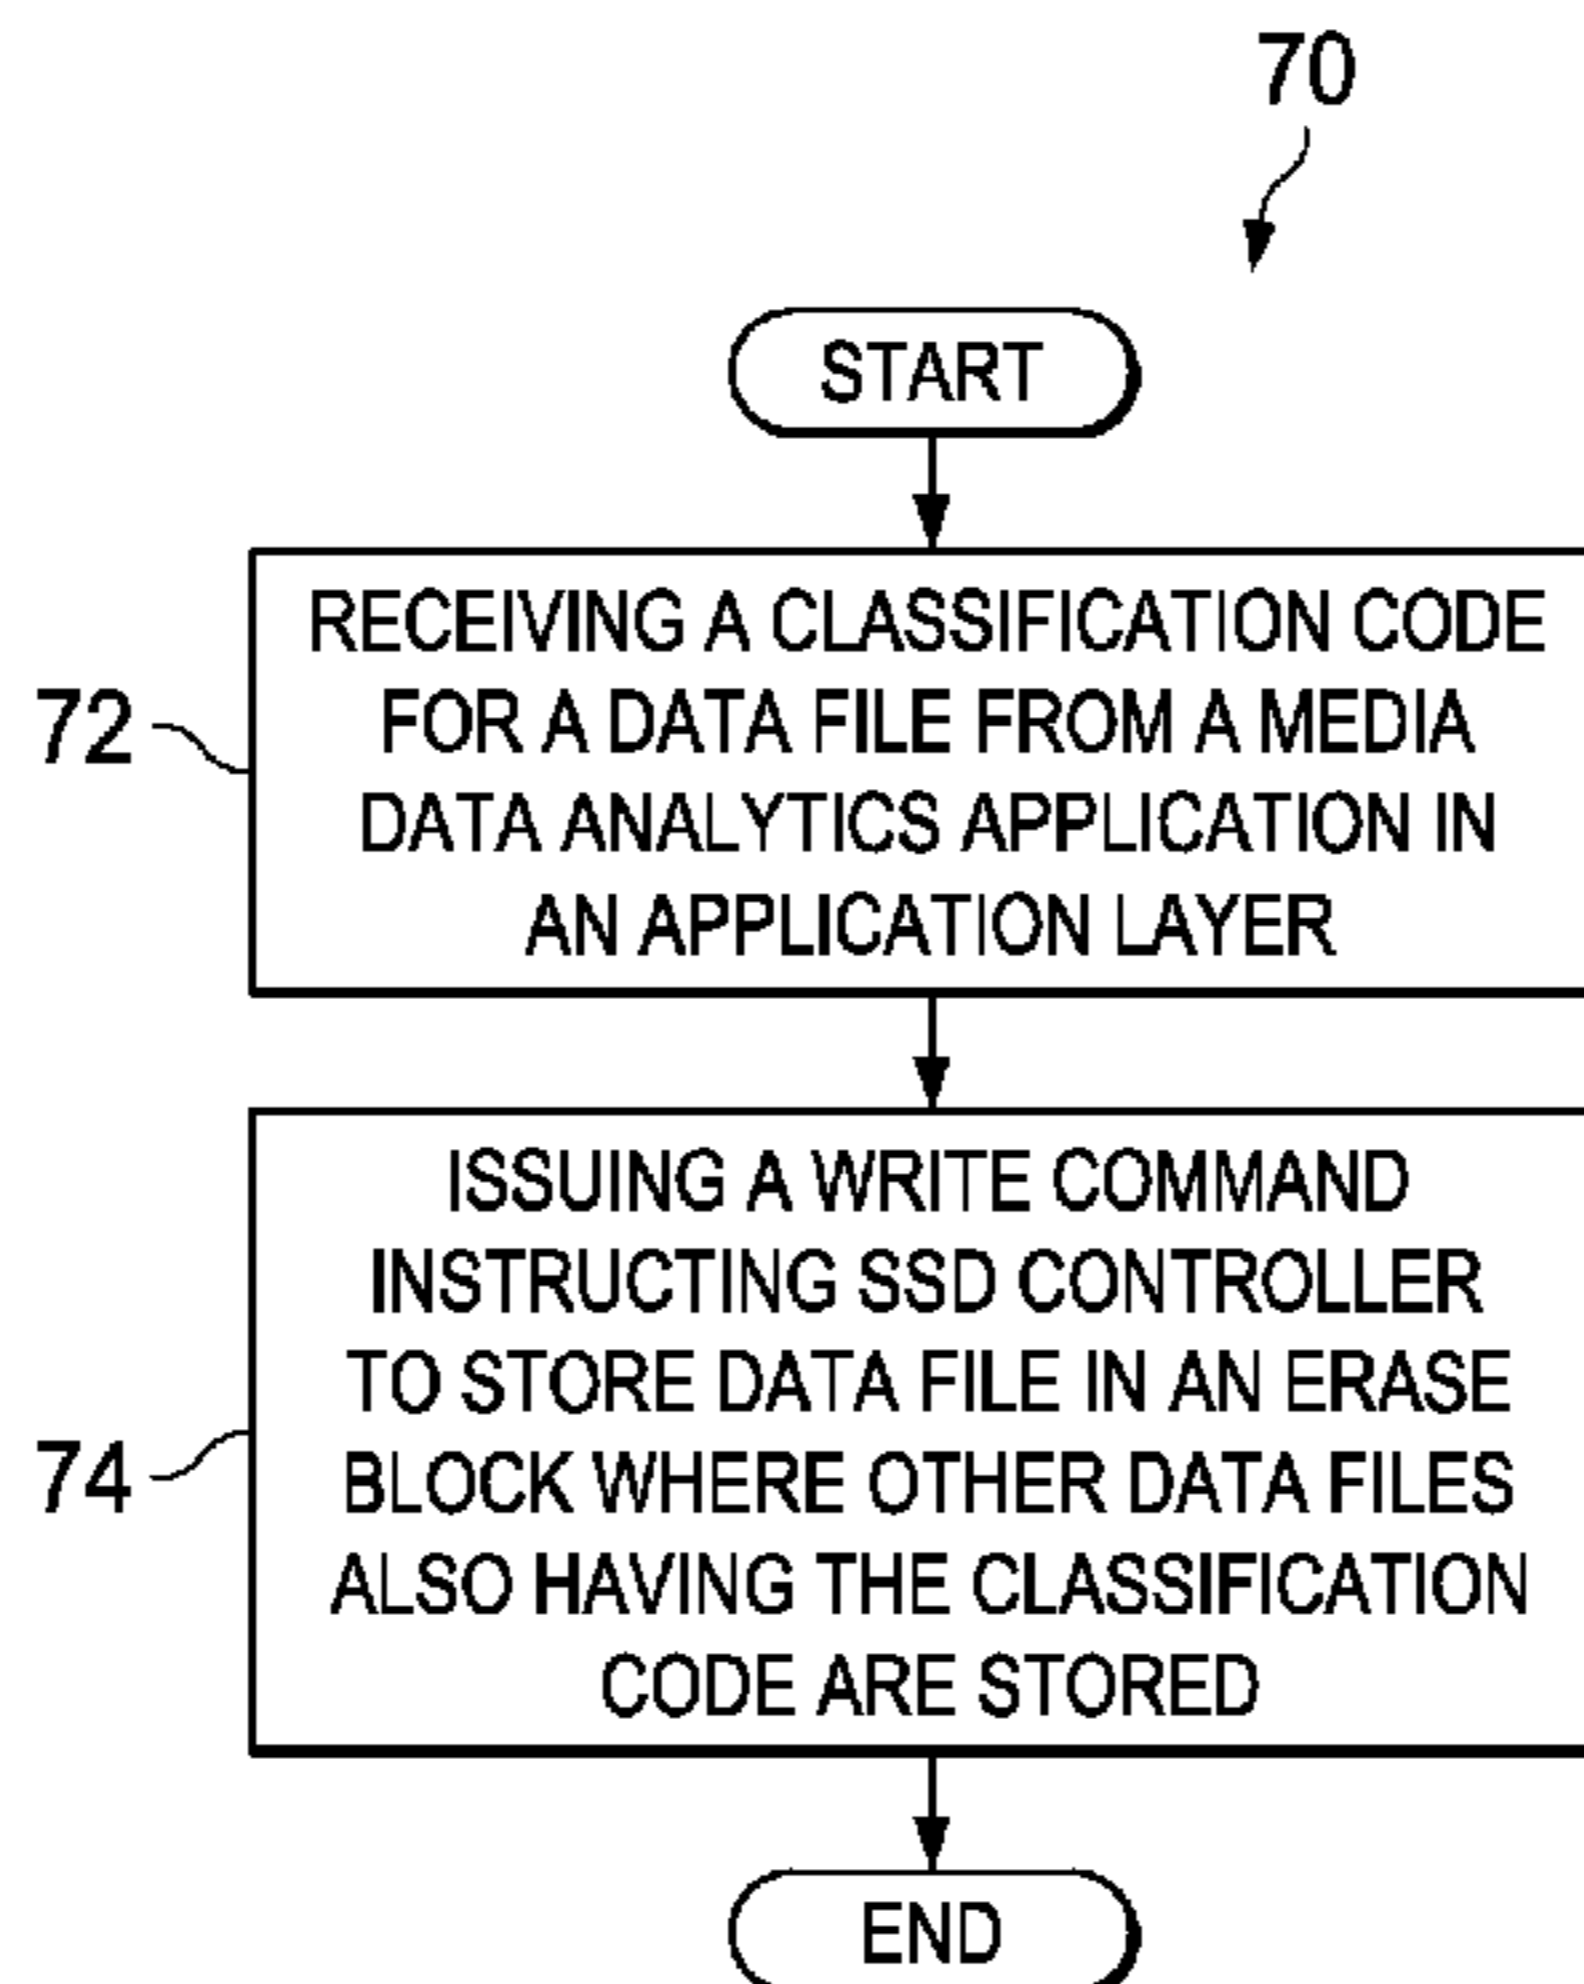 70
START
RECEIVING A CLASSIFICATION CODE
FOR A DATA FILE FROM A MEDIA
DATA ANALYTICS APPLICATION IN
AN APPLICATION LAYER
72
ISSUING A WRITE COMMAND
INSTRUCTING SSD CONTROLLER
TO STORE DATA FILE IN AN ERASE
BLOCK WHERE OTHER DATA FILES
ALSO HAVING THE CLASSIFICATION
CODE ARE STORED
74
END